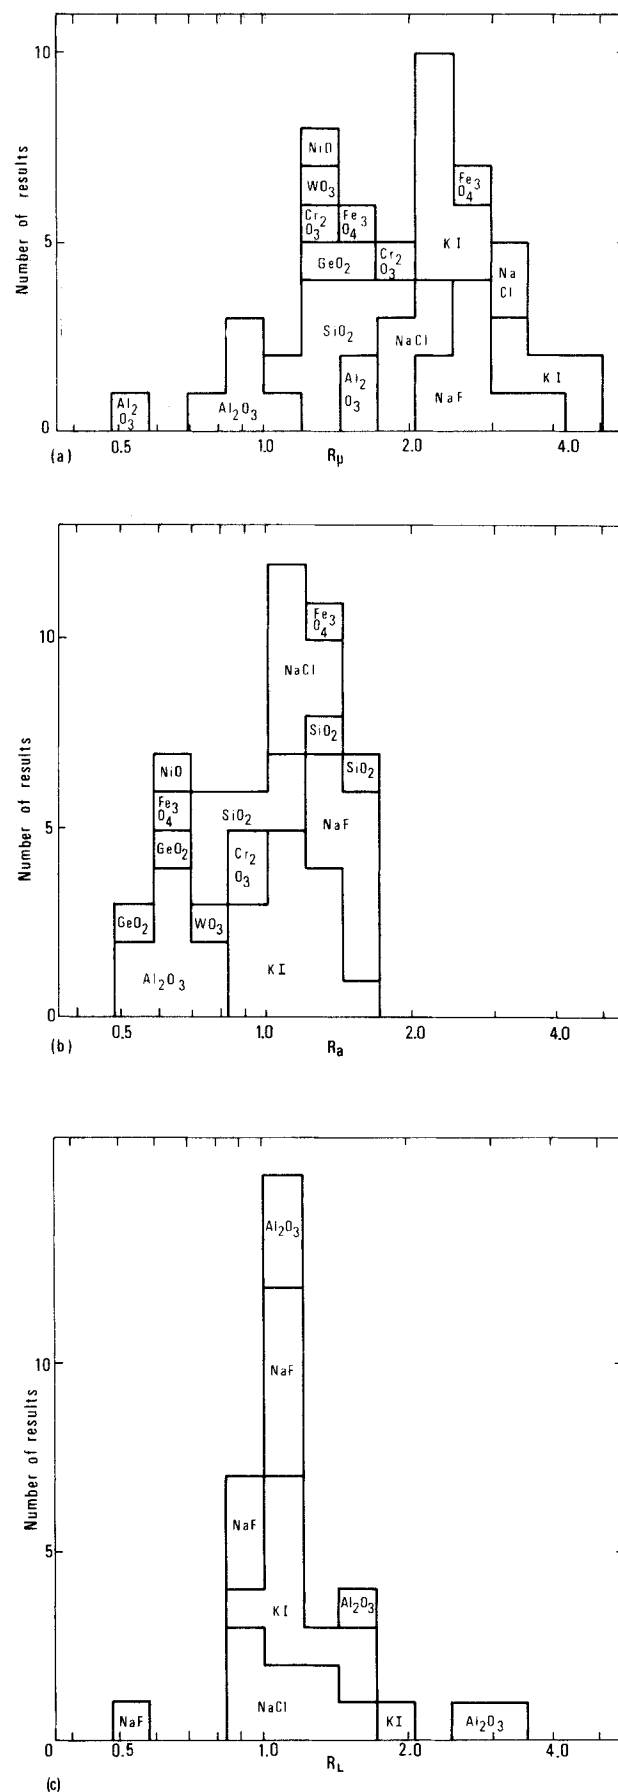 10
NiO
WO3
Fe3
O4
Cr2
O3
Fe3
O4
Number of results
5
GeO2
Cr2
O3
KI
Na
Cl
SiO2
NaCl
Al2
O3
Al2O3
Al2
O3
NaF
KI
0
0.5
1.0
2.0
4.0
(a)
Rμ
Fe3
O4
10
NaCl
SiO2
NiO
SiO2
Fe3
O4
SiO2
NaF
Number of results
5
GeO2
Cr2
O3
GeO2
WO3
Al2O3
KI
0
0.5
1.0
2.0
4.0
(b)
Ra
Al2O3
10
NaF
Number of results
NaF
5
KI
Al2O3
NaF
NaCl
KI
Al2O3
0
0.5
1.0
2.0
4.0
RL
(c)